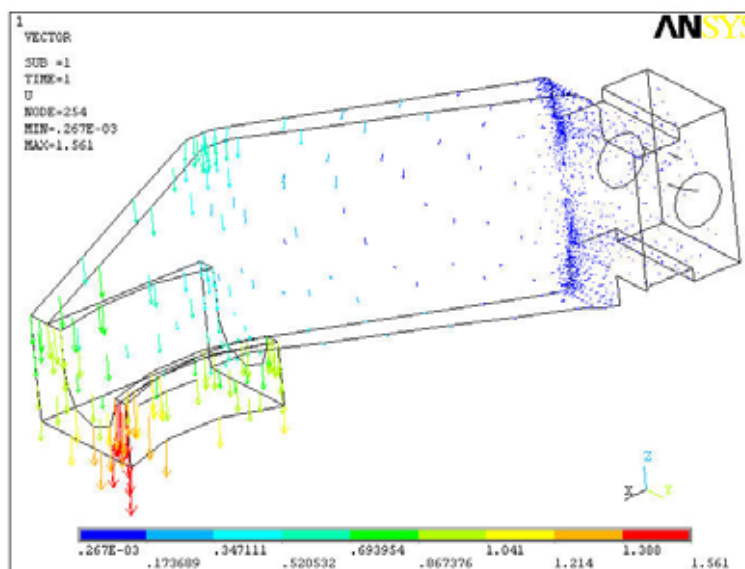 1
ANSYS
VECTOR
SUB =1
TIME=1
U
NODE=254
MIN=.267E-03
MAX=1.561
Z
X
.267E-03
.173689
.347111
.520532
.693954
.867376
1.041
1.214
1.388
1.561